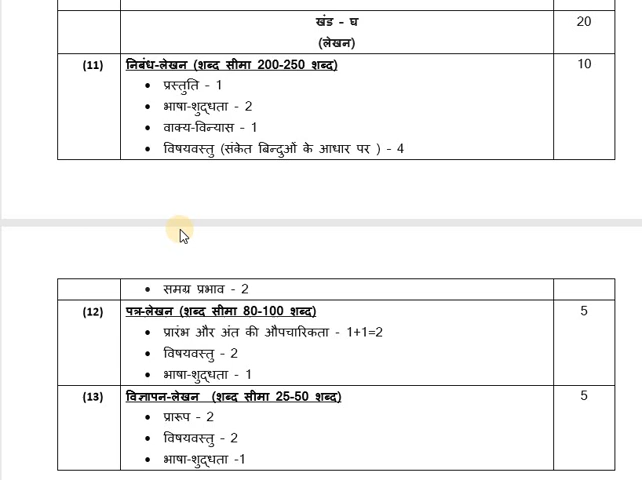 खंड - घ 20
(लेखन)
(11) निबंध-लेखन (शब्द सीमा 200-250 शब्द) 10
• प्रस्तुति - 1
• भाषा-शुद्धता - 2
• वाक्य-विन्यास - 1
• विषयवस्तु (संकेत बिन्दुओं के आधार पर ) - 4
• समग्र प्रभाव - 2
(12) पत्र-लेखन (शब्द सीमा 80-100 शब्द) 5
• प्रारंभ और अंत की औपचारिकता - 1+1=2
• विषयवस्तु - 2
• भाषा-शुद्धता - 1
(13) विज्ञापन-लेखन (शब्द सीमा 25-50 शब्द) 5
• प्रारूप - 2
• विषयवस्तु - 2
• भाषा-शुद्धता -1